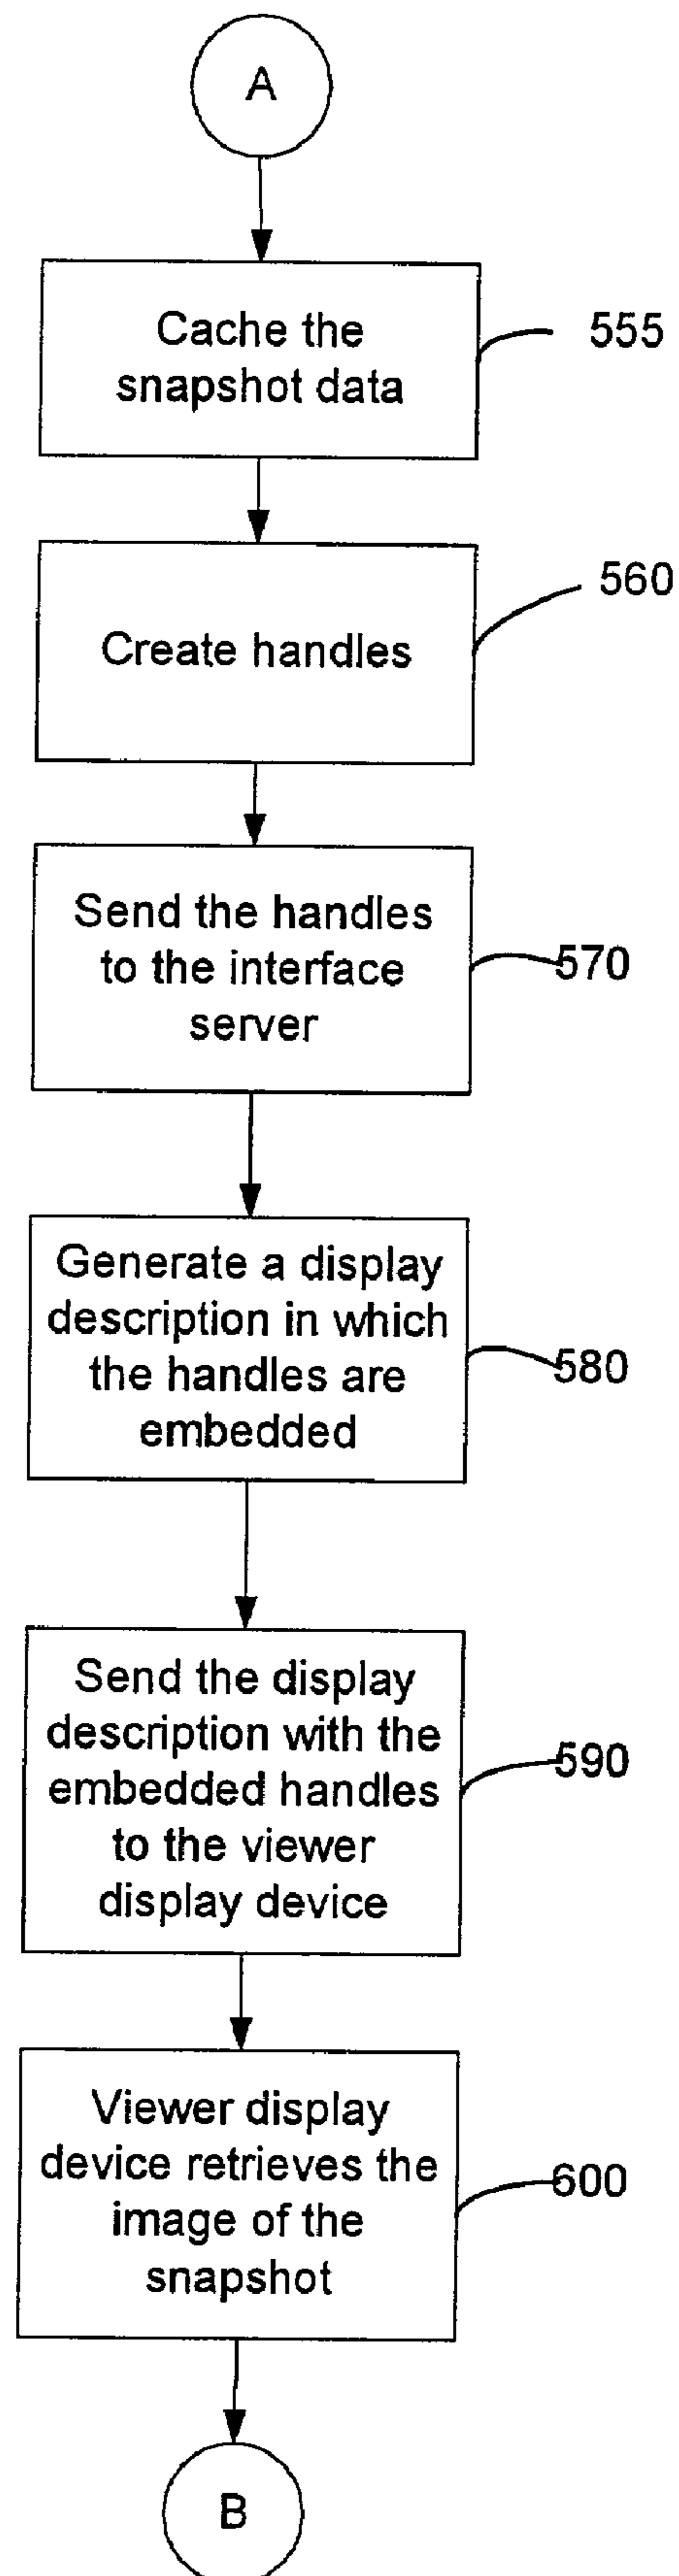 A
Cache the
snapshot data
555
Create handles
560
Send the handles
to the interface
server
570
Generate a display
description in which
the handles are
embedded
580
Send the display
description with the
embedded handles
to the viewer
display device
590
Viewer display
device retrieves the
image of the
snapshot
600
B